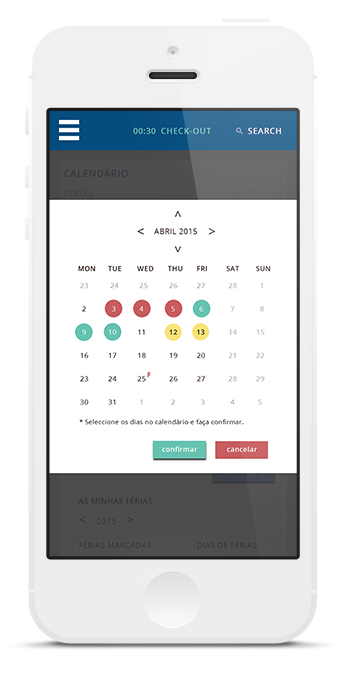 00:30 CHECK-OUT SEARCH
CALENDÁRIO
FÉRIAS
< ABRIL 2015 >
MON TUE WED THU FRI SAT SUN
23 24 25 26 27 28 1
2 3 4 5 6 7 8
9 10 11 12 13 14 15
16 17 18 19 20 21 22
23 24 25 F 26 27 28 29
30 31 1 2 3 4 5
* Seleccione os dias no calendário e faça confirmar.
confirmar cancelar
AS MINHAS FÉRIAS
< 2015 >
FÉRIAS MARCADAS DIAS DE FÉRIAS